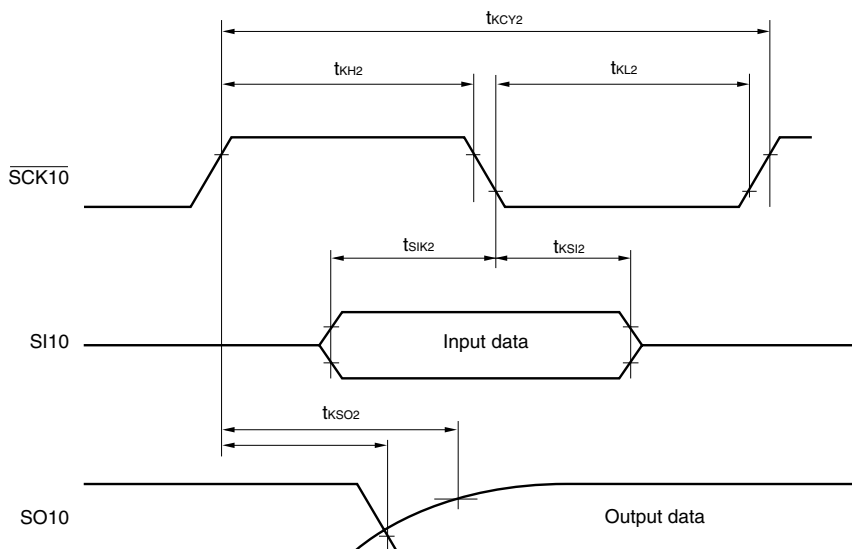 tKCY2
tKH2
tKL2
SCK10
tSIK2
tKSI2
SI10
Input data
tKSO2
SO10
Output data